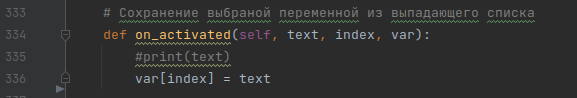 333 # Сохранение выбраной переменной из выпадающего списка
334 def on_activated(self, text, index, var):
335 #print(text)
336 var[index] = text